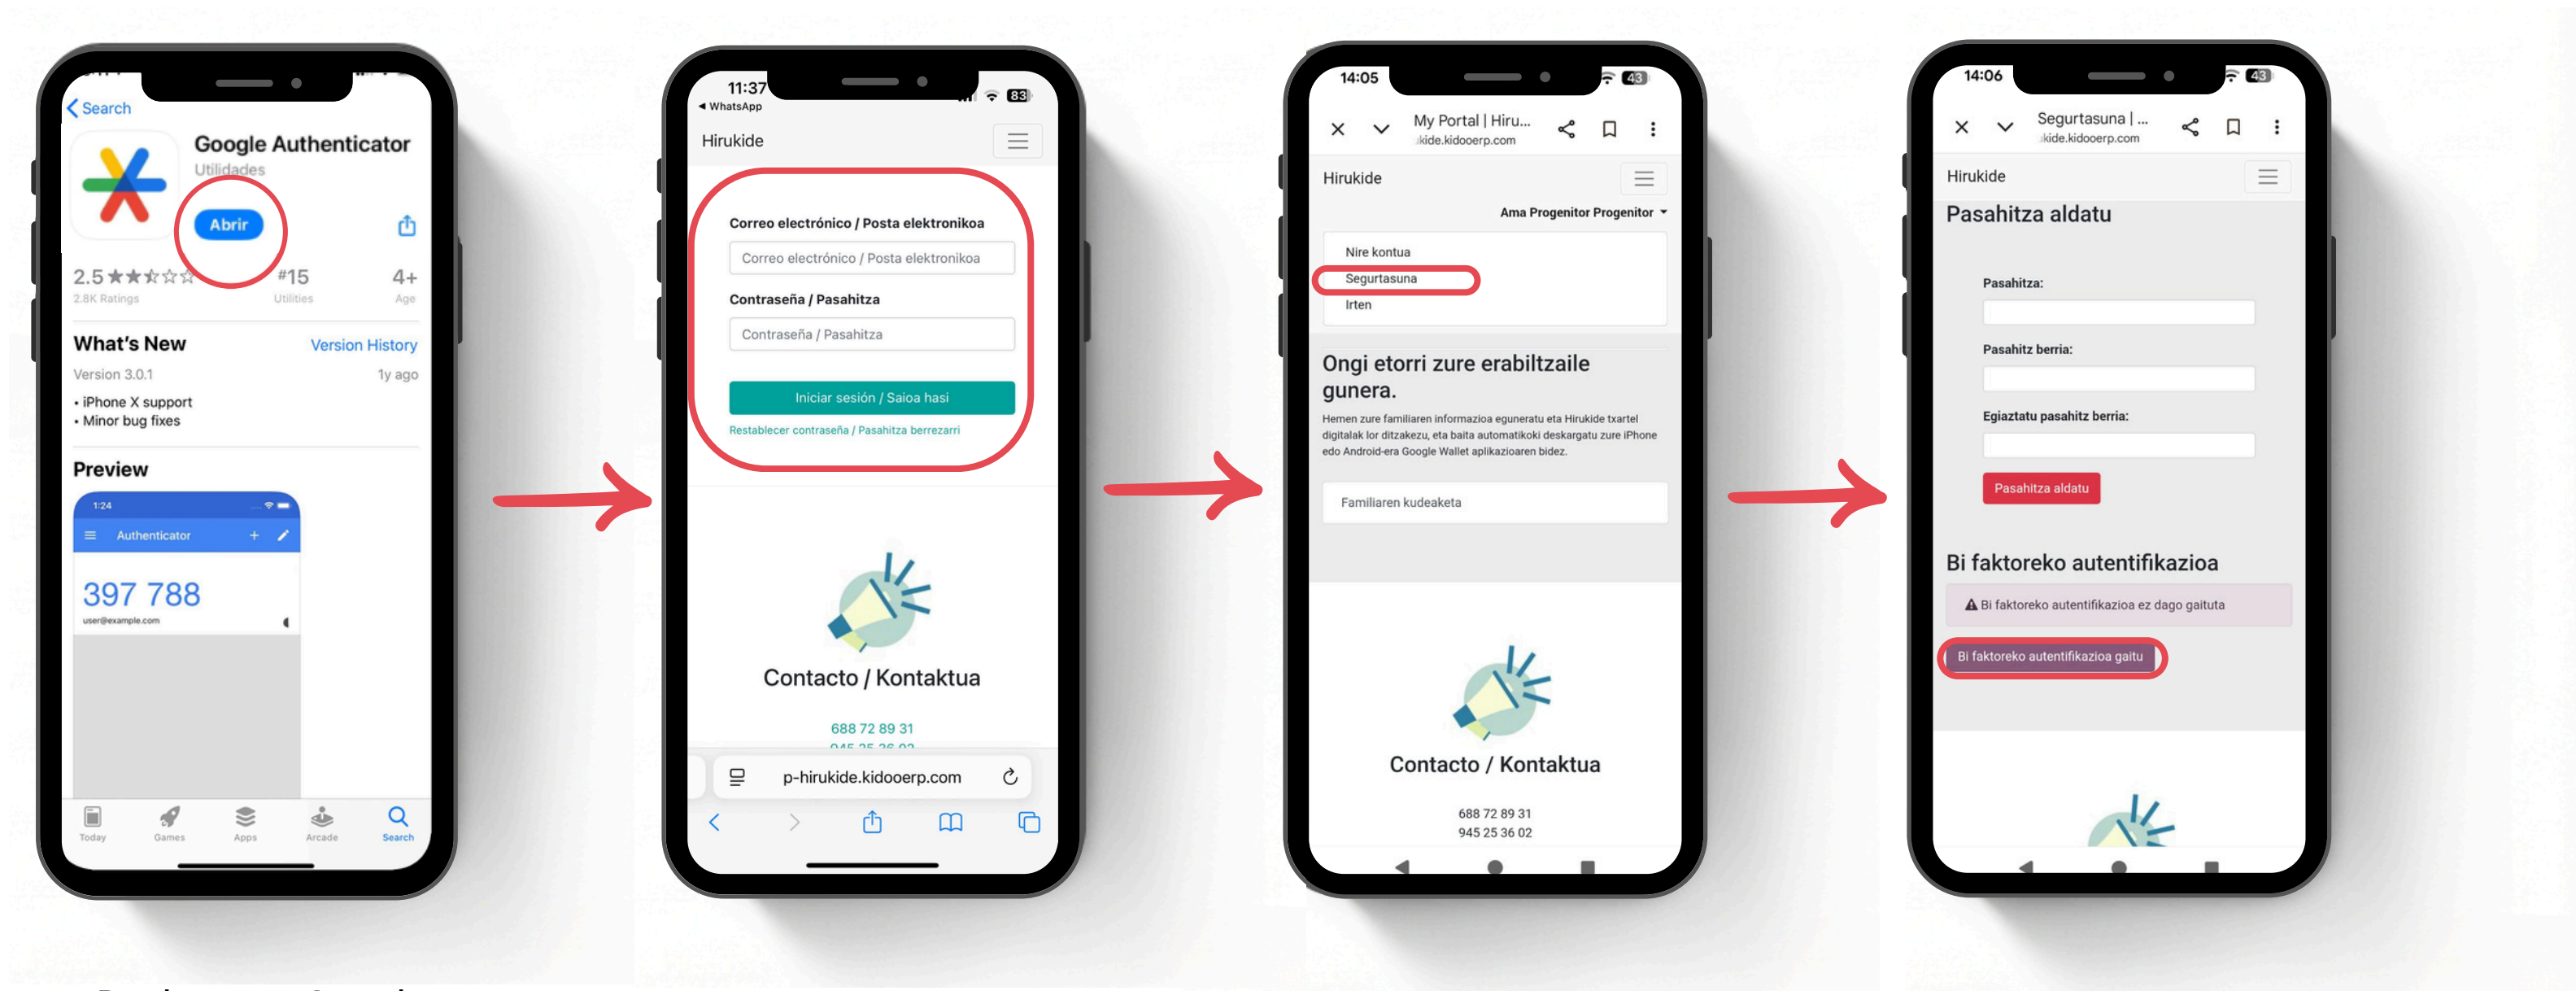 Search
Google Authenticator
Utilidades
Abrir
2.5
#15
4+
2.8K Ratings
Utilities
Age
What's New
Version History
Version 3.0.1
1y ago
• iPhone X support
• Minor bug fixes
Preview
1:24
Authenticator
397 788
user@example.com
Today
Games
Apps
Arcade
Search
11:37
83
WhatsApp
Hirukide
Correo electrónico / Posta elektronikoa
Correo electrónico / Posta elektronikoa
Contraseña / Pasahitza
Contraseña / Pasahitza
Iniciar sesión / Saioa hasi
Restablecer contraseña / Pasahitza berrezarri
Contacto / Kontaktua
688 72 89 31
945 25 36 02
p-hirukide.kidooerp.com
14:05
43
My Portal | Hiru...
kide.kidooerp.com
Hirukide
Ama Progenitor Progenitor
Nire kontua
Segurtasuna
Irten
Ongi etorri zure erabiltzaile
gunera.
Hemen zure familiaren informazioa eguneratu eta Hirukide txartel
digitalak lor ditzakezu, eta baita automatikoki deskargatu zure iPhone
edo Android-era Google Wallet aplikazioaren bidez.
Familiaren kudeaketa
Contacto / Kontaktua
688 72 89 31
945 25 36 02
14:06
43
Segurtasuna | ...
kide.kidooerp.com
Hirukide
Pasahitza aldatu
Pasahitza:
Pasahitz berria:
Egiaztatu pasahitz berria:
Pasahitza aldatu
Bi faktoreko autentifikazioa
Bi faktoreko autentifikazioa ez dago gaituta
Bi faktoreko autentifikazioa gaitu